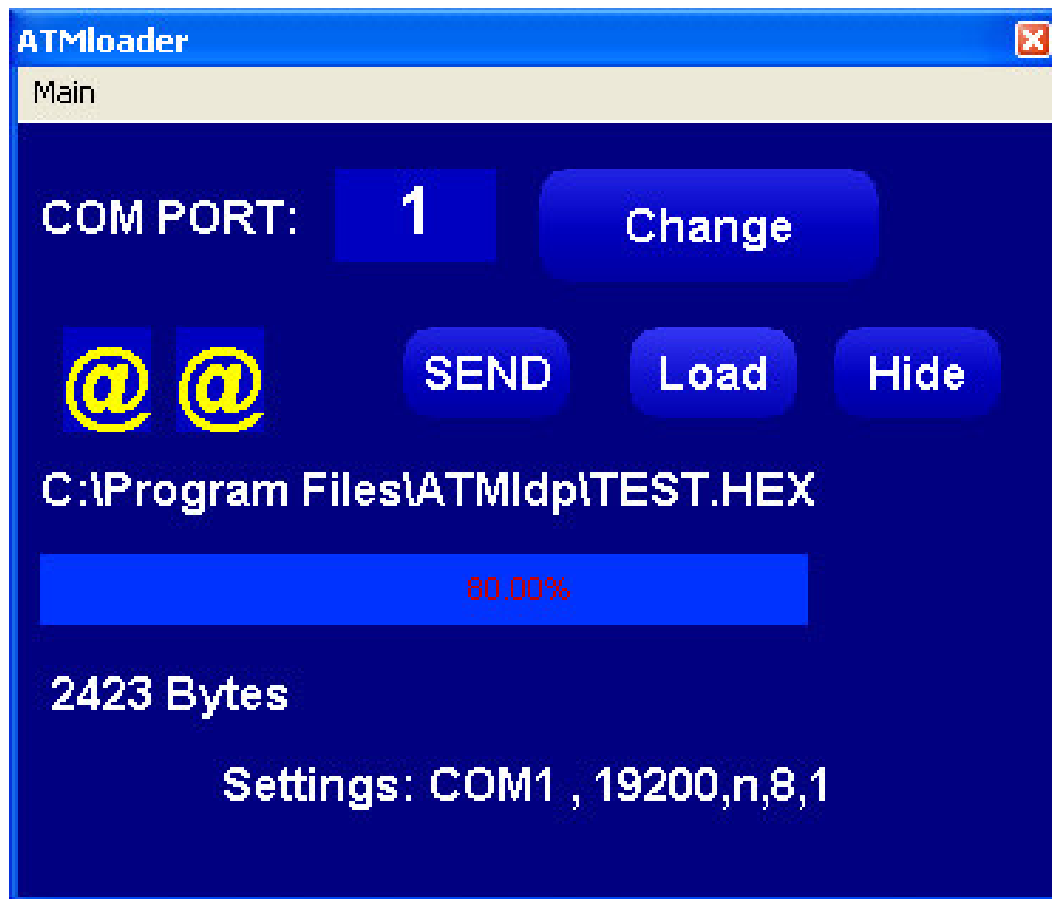 ATMloader
Main
COM PORT: 1 Change
@ @ SEND Load Hide
C:\Program Files\ATMldp\TEST.HEX
80.00%
2423 Bytes
Settings: COM1 , 19200,n,8,1